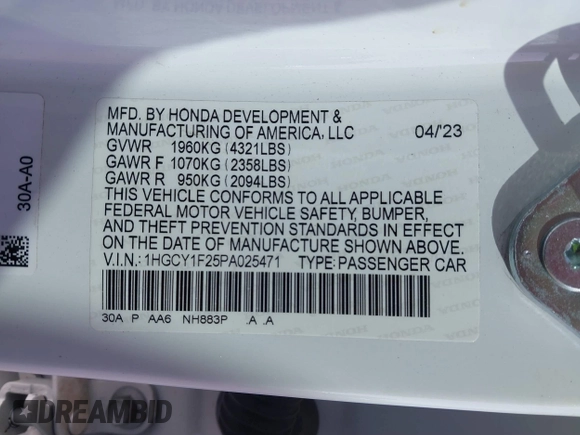 MFD. BY HONDA DEVELOPMENT &
MANUFACTURING OF AMERICA, LLC 04/'23
GVWR 1960KG (4321LBS)
GAWR F 1070KG (2358LBS)
GAWR R 950KG (2094LBS)
THIS VEHICLE CONFORMS TO ALL APPLICABLE
FEDERAL MOTOR VEHICLE SAFETY, BUMPER,
AND THEFT PREVENTION STANDARDS IN EFFECT
ON THE DATE OF MANUFACTURE SHOWN ABOVE.
V.I.N.: 1HGCY1F25PA025471 TYPE: PASSENGER CAR
30A P AA6 NH883P .A .A
30A-A0
DREAMBID